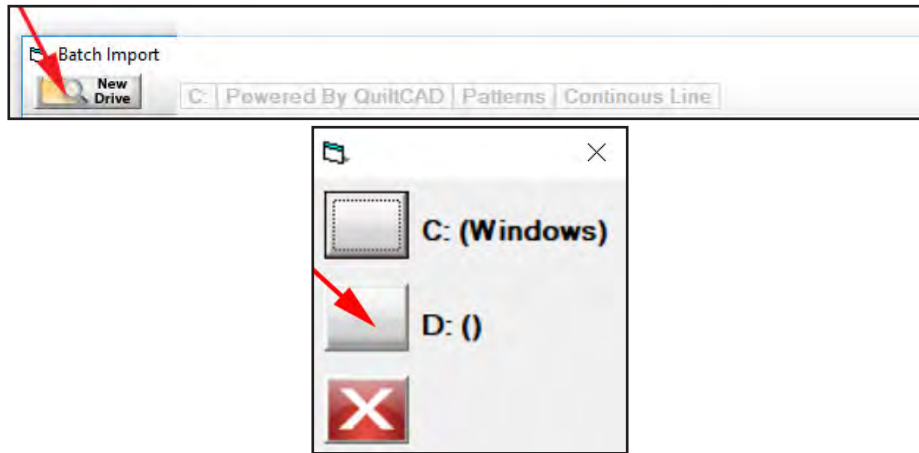 Batch Import
New
Drive
C: | Powered By QuiltCAD | Patterns | Continous Line
C: (Windows)
D: ()